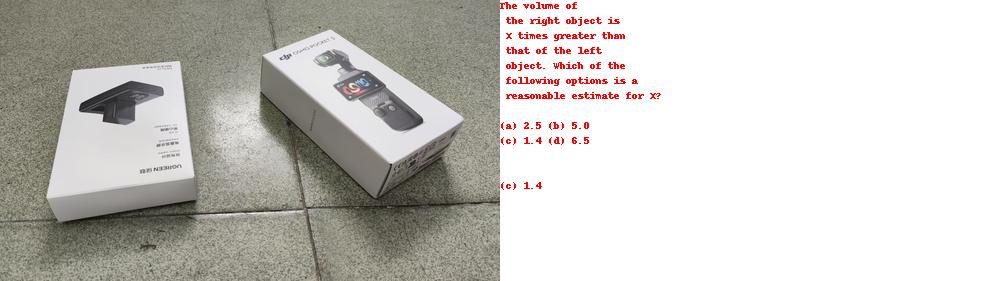 dji OSMO POCKET 3
UGREEN 绿联
The volume of
the right object is
X times greater than
that of the left
object. Which of the
following options is a
reasonable estimate for X?
(a) 2.5 (b) 5.0
(c) 1.4 (d) 6.5
(c) 1.4